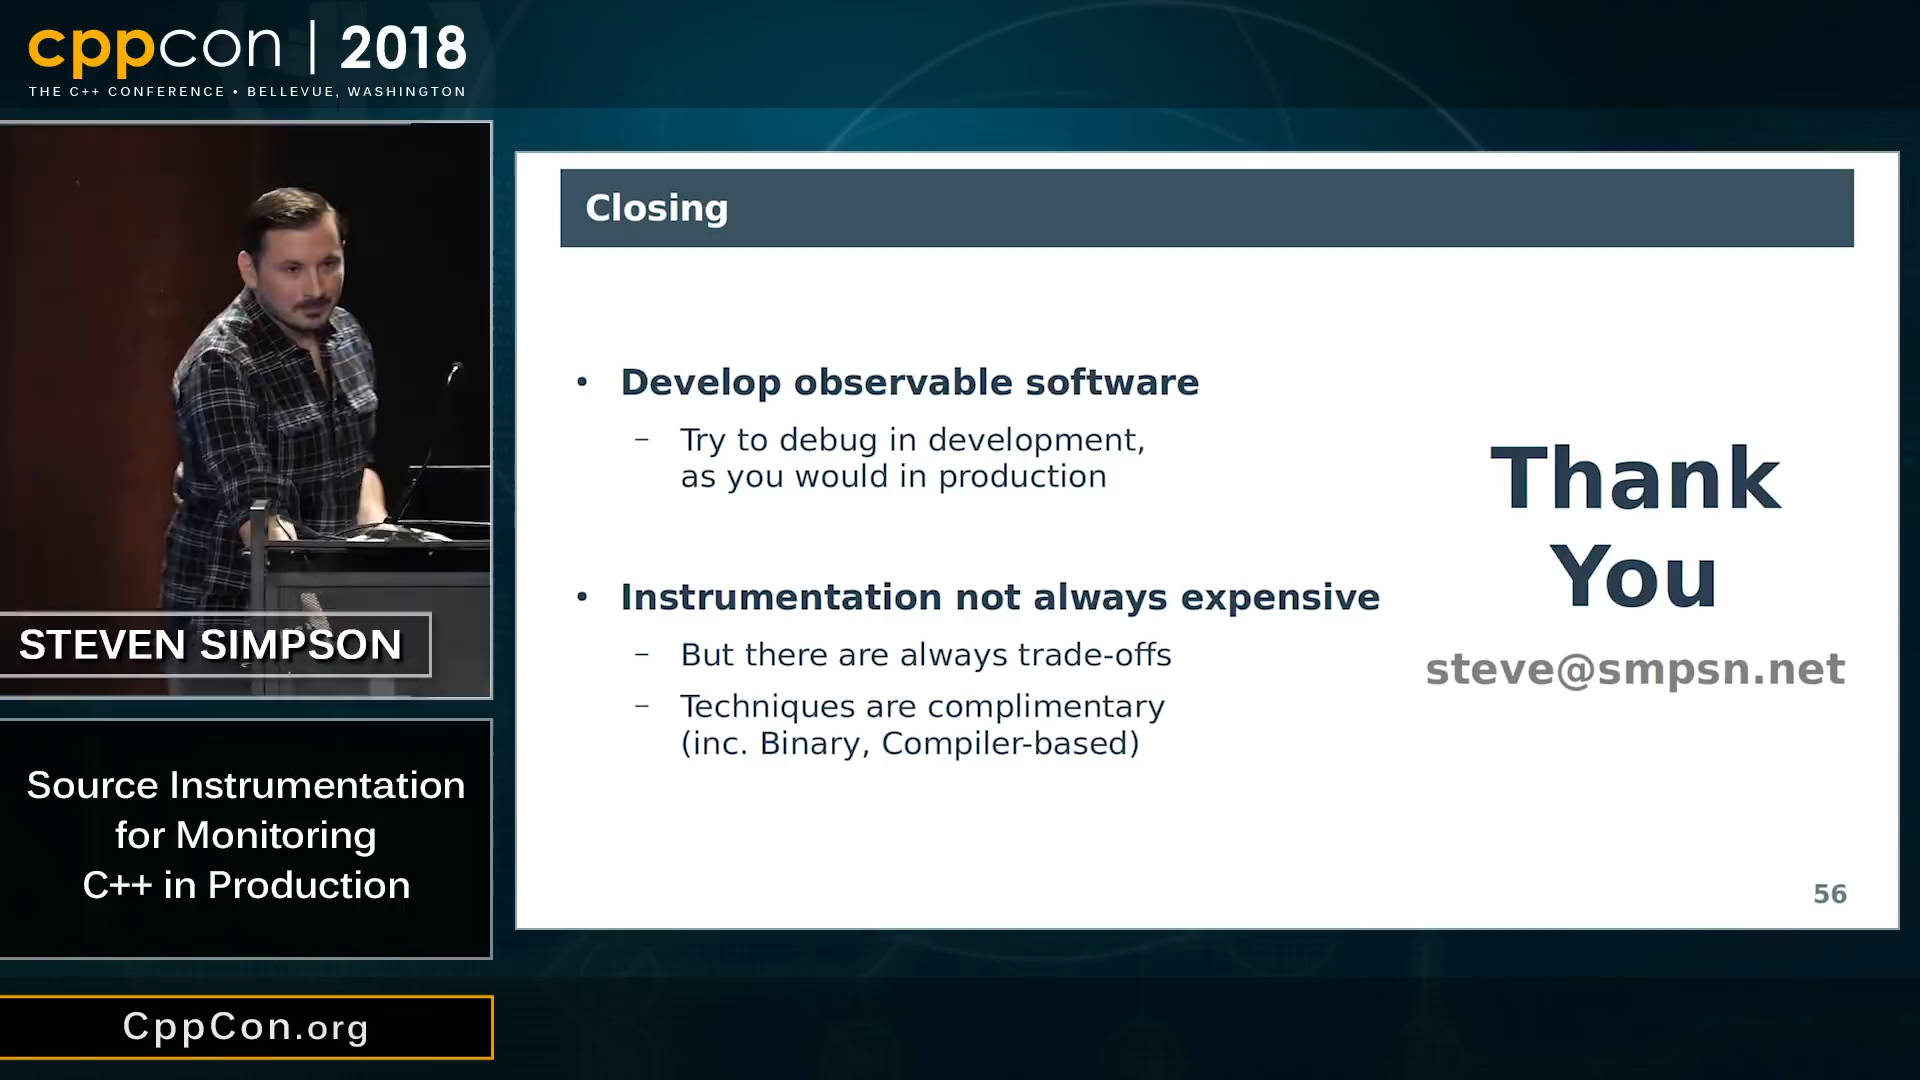 cppcon | 2018
THE C++ CONFERENCE • BELLEVUE, WASHINGTON
STEVEN SIMPSON
Source Instrumentation
for Monitoring
C++ in Production
CppCon.org
Closing
• Develop observable software
– Try to debug in development,
as you would in production
• Instrumentation not always expensive
– But there are always trade-offs
– Techniques are complimentary
(inc. Binary, Compiler-based)
Thank
You
steve@smpsn.net
56